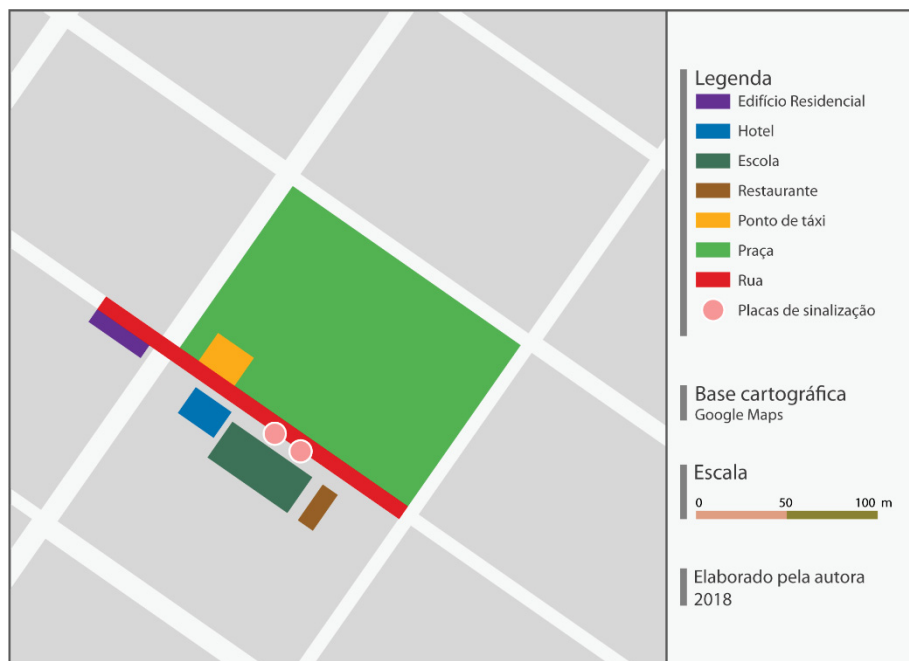 Legenda
Edifício Residencial
Hotel
Escola
Restaurante
Ponto de táxi
Praça
Rua
Placas de sinalização
Base cartográfica
Google Maps
Escala
0 50 100 m
Elaborado pela autora
2018